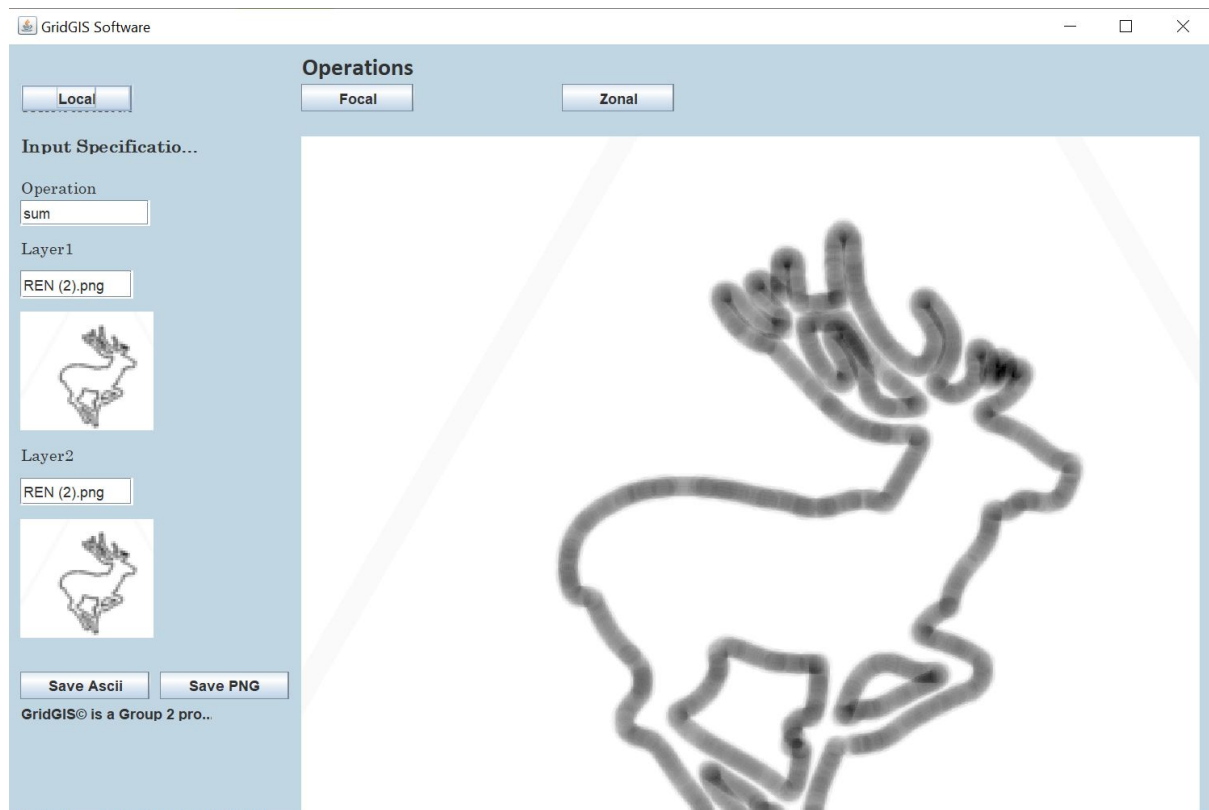 GridGIS Software
Operations
Local
Focal
Zonal
Input Specificatio...
Operation
sum
Layer1
REN (2).png
Layer2
REN (2).png
Save Ascii
Save PNG
GridGIS© is a Group 2 pro..